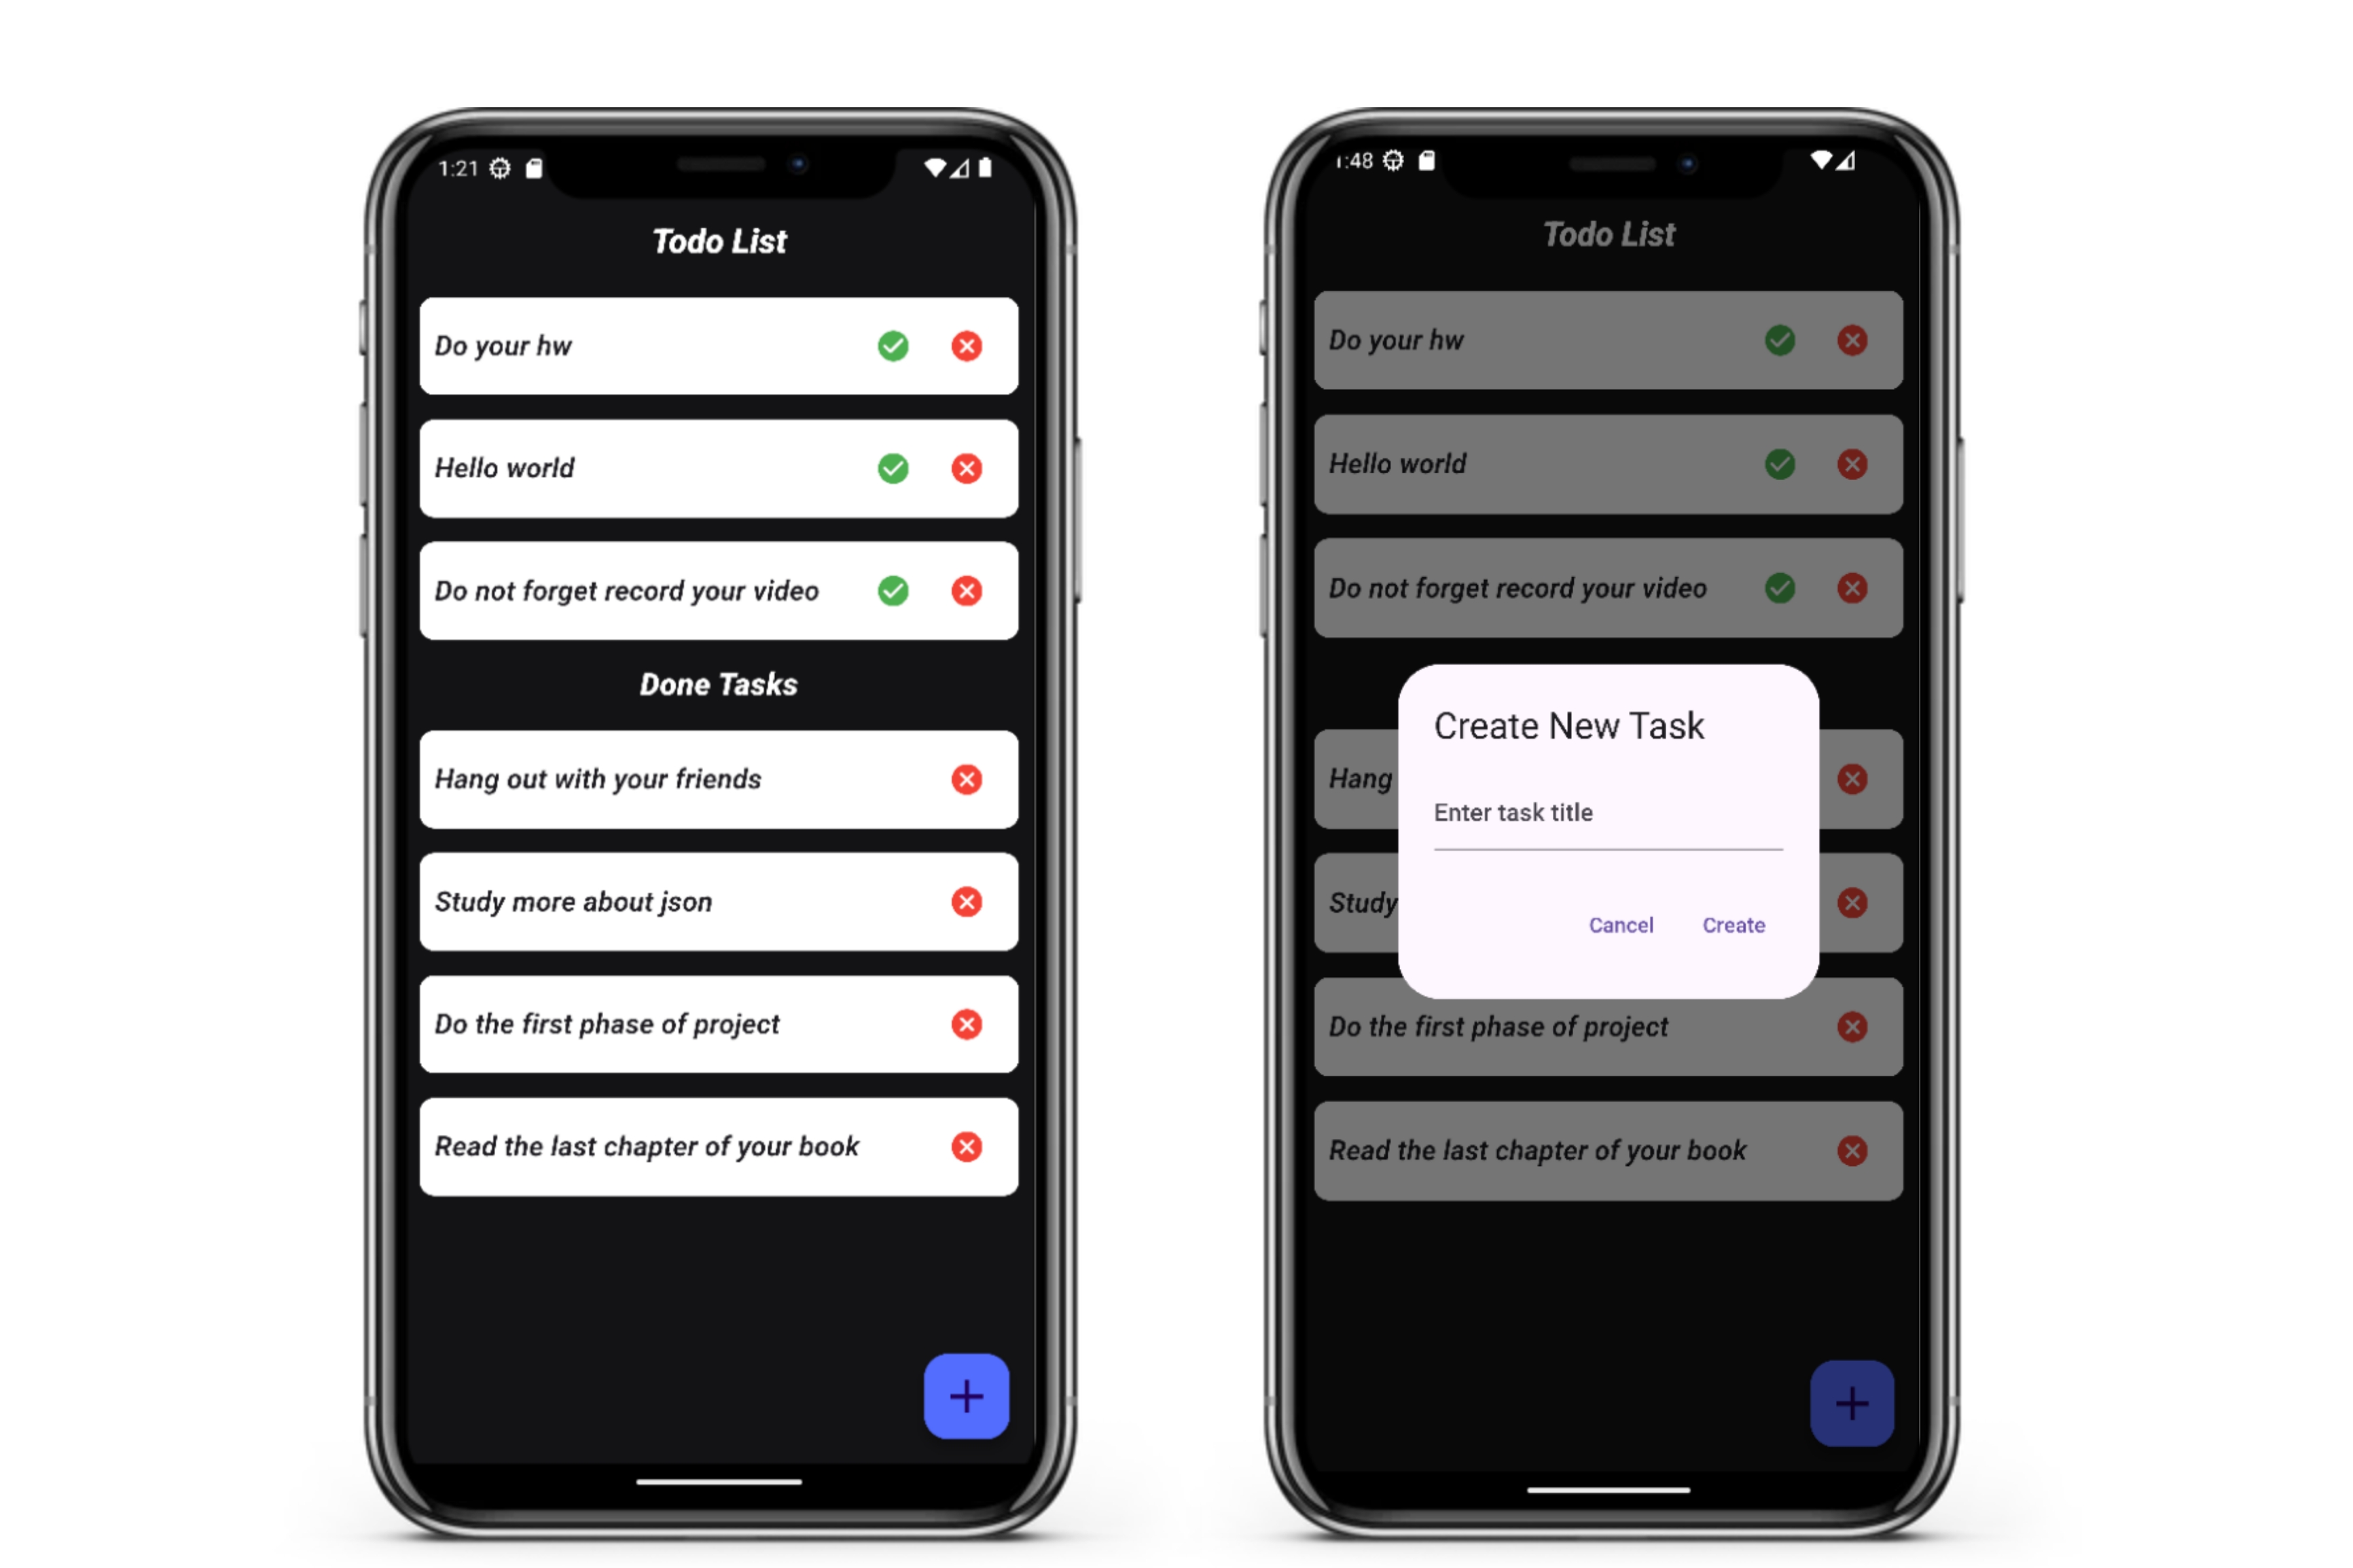 1:21
Todo List
Do your hw
Hello world
Do not forget record your video
Done Tasks
Hang out with your friends
Study more about json
Do the first phase of project
Read the last chapter of your book
:48
Todo List
Do your hw
Hello world
Do not forget record your video
Create New Task
Hang
Enter task title
Study
Cancel Create
Do the first phase of project
Read the last chapter of your book